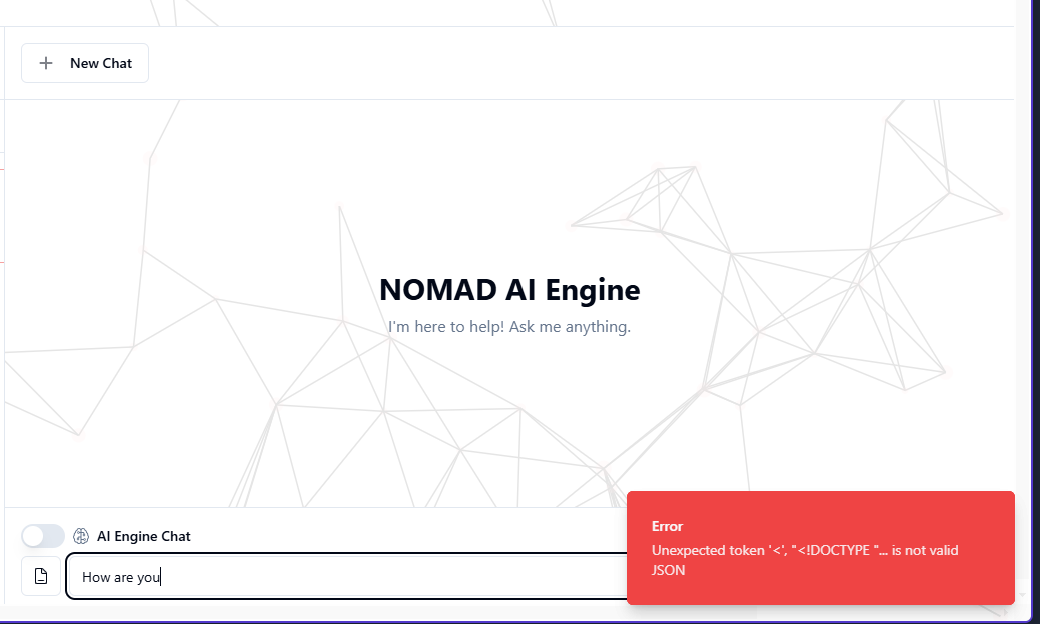 New Chat
NOMAD AI Engine
I'm here to help! Ask me anything.
AI Engine Chat
How are you
Error
Unexpected token '<', "<!DOCTYPE "... is not valid
JSON